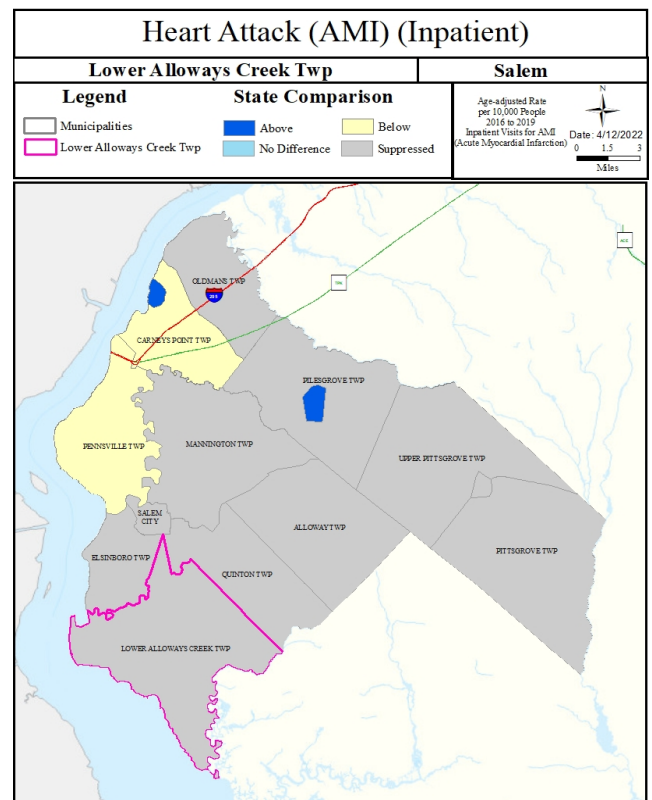 Heart Attack (AMI) (Inpatient)
Lower Alloways Creek Twp
Salem
Legend
State Comparison
Municipalities
Lower Alloways Creek Twp
Above
Below
No Difference
Suppressed
Age-adjusted Rate
per 10,000 People
2016 to 2019
Inpatient Visits for AMI
(Acute Myocardial Infarction)
N
Date: 4/12/2022
0 1.5 3
Miles
OLDMANS TWP
CARNEYS POINT TWP
PILESGROVE TWP
PENNSVILLE TWP
MANNINGTON TWP
UPPER PITTSGROVE TWP
SALEM
CITY
ALLOWAY TWP
PITTSGROVE TWP
ELSINBORO TWP
QUINTON TWP
LOWER ALLOWAYS CREEK TWP